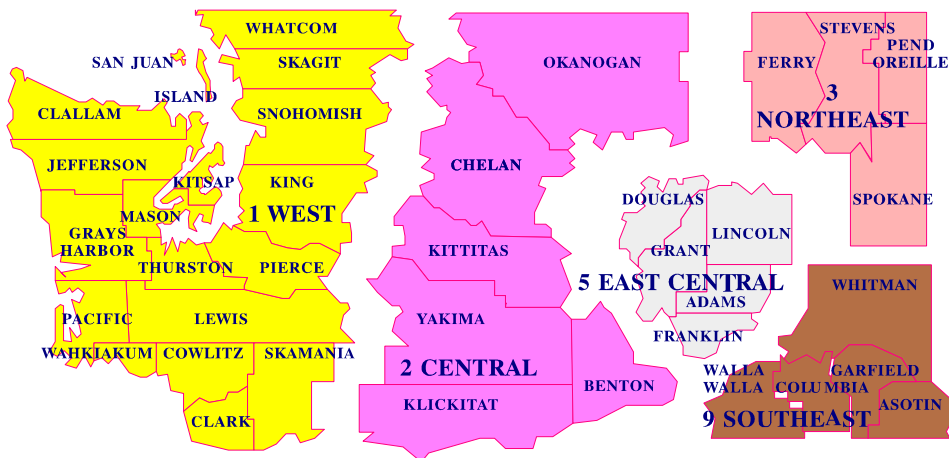 WHATCOM
SAN JUAN
SKAGIT
ISLAND
CLALLAM
SNOHOMISH
JEFFERSON
KITSAP
KING
MASON
1 WEST
GRAYS
HARBOR
THURSTON
PIERCE
PACIFIC
LEWIS
WAHKIAKUM
COWLITZ
SKAMANIA
CLARK
OKANOGAN
CHELAN
KITTITAS
YAKIMA
2 CENTRAL
BENTON
KLICKITAT
DOUGLAS
GRANT
LINCOLN
5 EAST CENTRAL
ADAMS
FRANKLIN
STEVENS
FERRY
PEND
OREILLE
3
NORTHEAST
SPOKANE
WHITMAN
WALLA
WALLA
COLUMBIA
GARFIELD
ASOTIN
9 SOUTHEAST